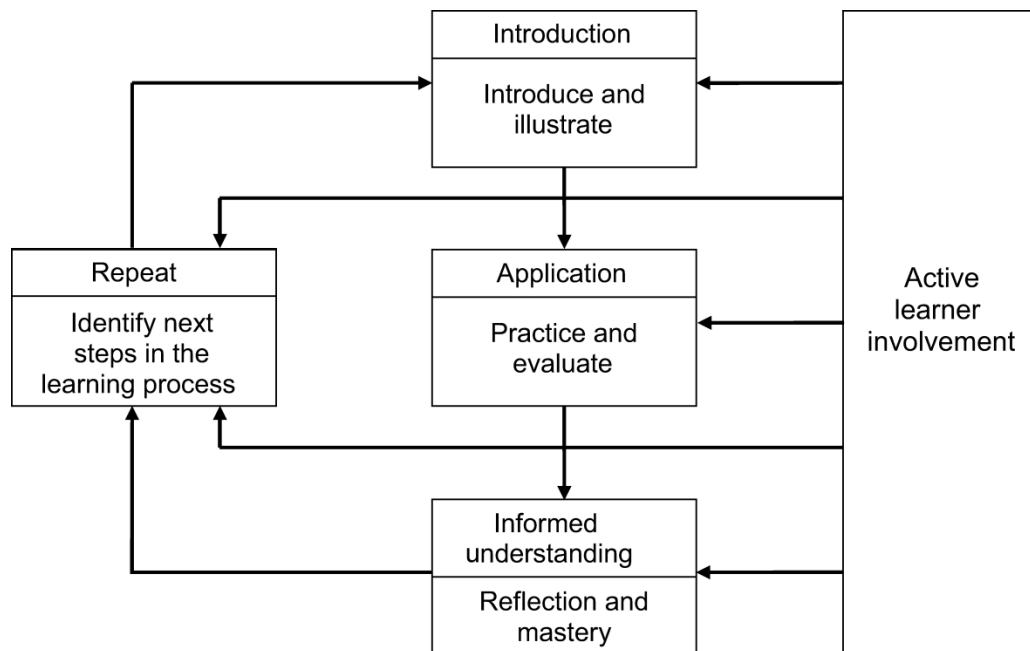 Introduction
Introduce and
illustrate
Repeat
Identify next
steps in the
learning process
Application
Practice and
evaluate
Active
learner
involvement
Informed
understanding
Reflection and
mastery